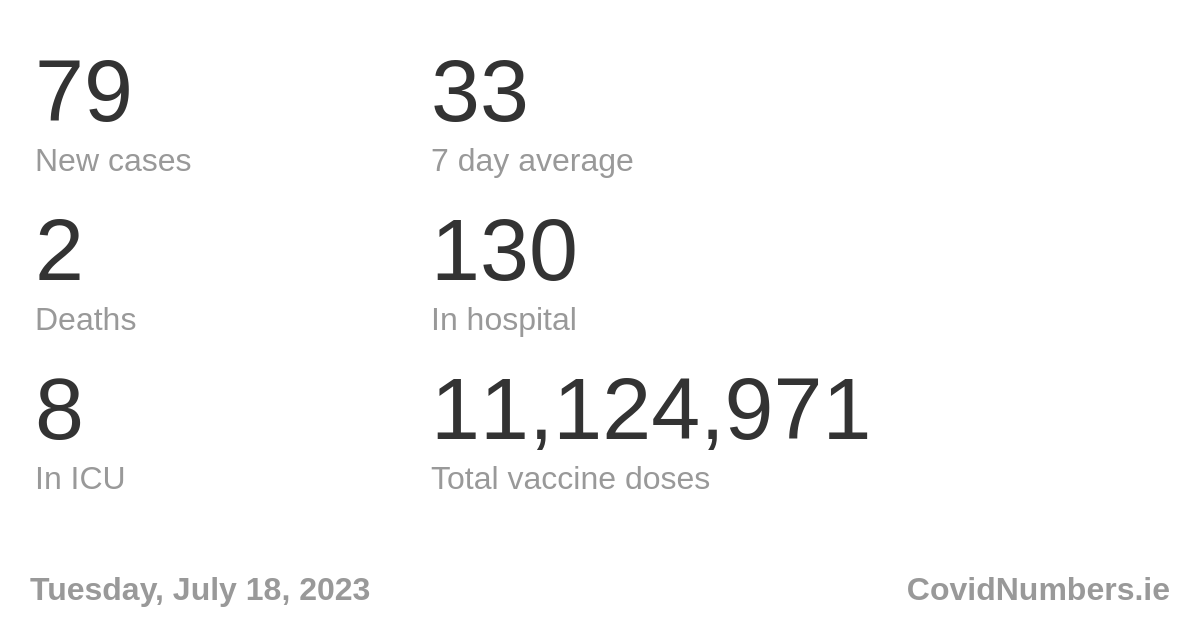 79
33
New cases
7 day average
2
130
Deaths
In hospital
8
11,124,971
In ICU
Total vaccine doses
Tuesday, July 18, 2023
CovidNumbers.ie